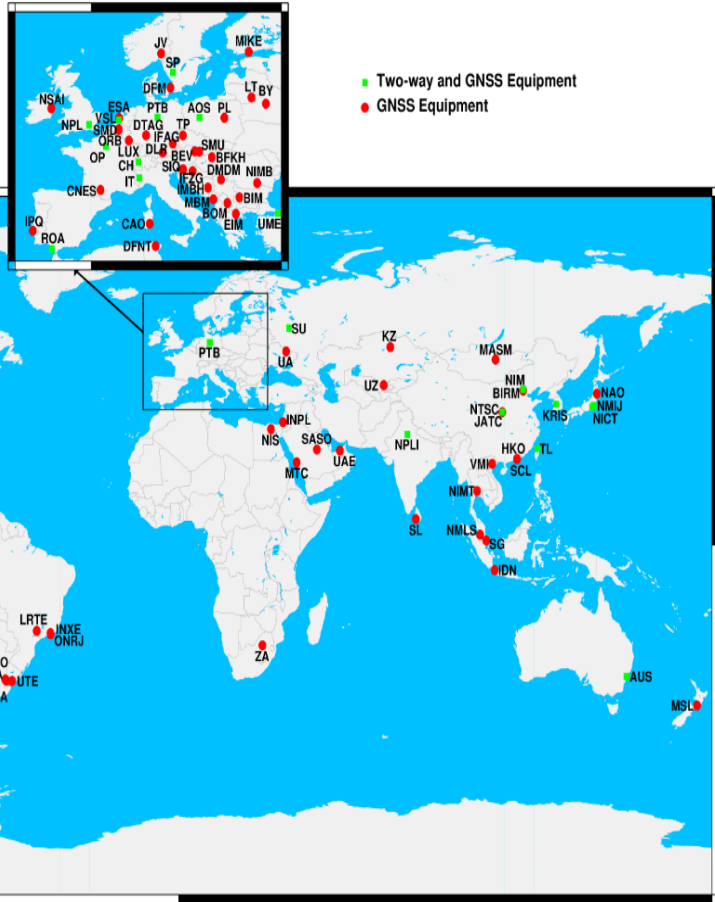 JV
MIKE
SP
Two-way and GNSS Equipment
GNSS Equipment
DFM
LT
BY
NSAI
ESA
PTB
AOS
PL
VSL
NPL
SMD
DTAG
TP
ORB
IFAG
SMU
OP
LUX
DLR
BEV
BFKH
CH
SIQ
DMDM
NIMB
IT
IFZG
CNES
IMBH
MBM
BIM
BOM
IPQ
CAO
EIM
UME
ROA
DFNT
SU
PTB
UA
KZ
MASM
UZ
NIM
BIRM
NAO
NTSC
KRIS
NMIJ
JATC
NICT
INPL
NIS
SASO
NPLI
HKO
TL
MTC
UAE
VMI
SCL
NIMT
SL
NMLS
SG
IDN
LRTE
INXE
ONRJ
ZA
O
UTE
A
AUS
MSL